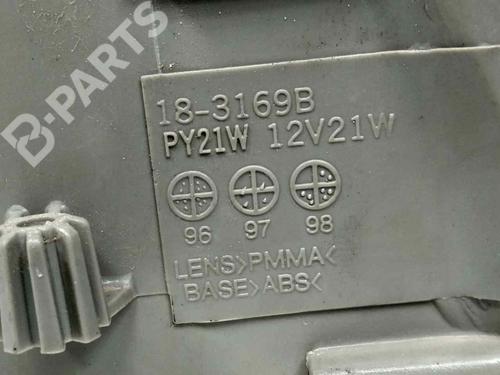 B-PARTS
18-3169B
PY21W 12V21W
96 97 98
LENS>PMMA<
BASE>ABS<